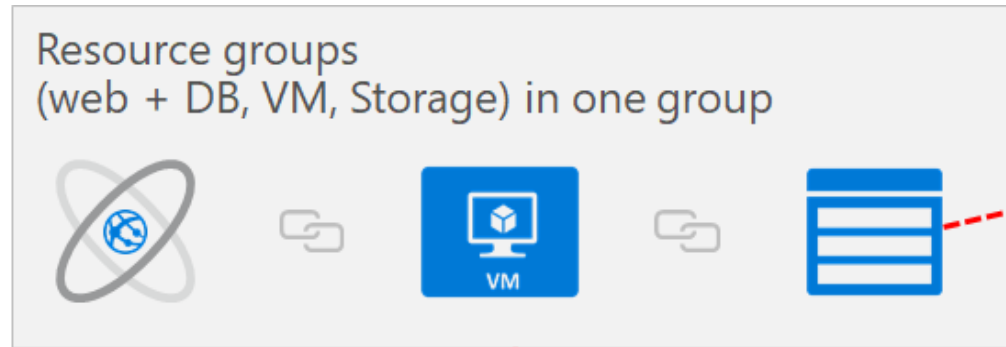 Resource groups
(web + DB, VM, Storage) in one group
VM